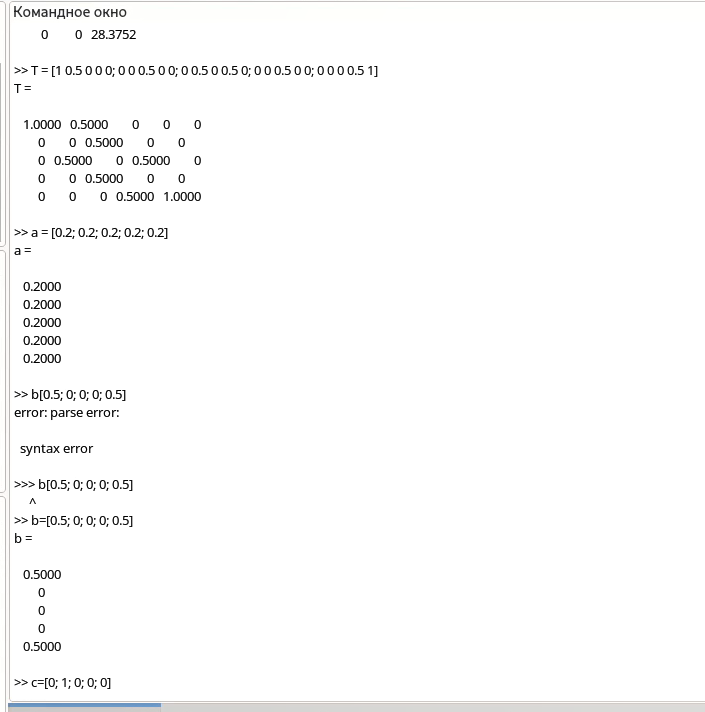 Командное окно
0 0 28.3752
>> T = [1 0.5 0 0 0; 0 0 0.5 0 0; 0 0.5 0 0.5 0; 0 0 0.5 0 0; 0 0 0 0.5 1]
T =
1.0000 0.5000 0 0 0
0 0 0.5000 0 0
0 0.5000 0 0.5000 0
0 0 0.5000 0 0
0 0 0 0.5000 1.0000
>> a = [0.2; 0.2; 0.2; 0.2; 0.2]
a =
0.2000
0.2000
0.2000
0.2000
0.2000
>> b[0.5; 0; 0; 0; 0.5]
error: parse error:
syntax error
>>> b[0.5; 0; 0; 0; 0.5]
^
>> b=[0.5; 0; 0; 0; 0.5]
b =
0.5000
0
0
0
0.5000
>> c=[0; 1; 0; 0; 0]